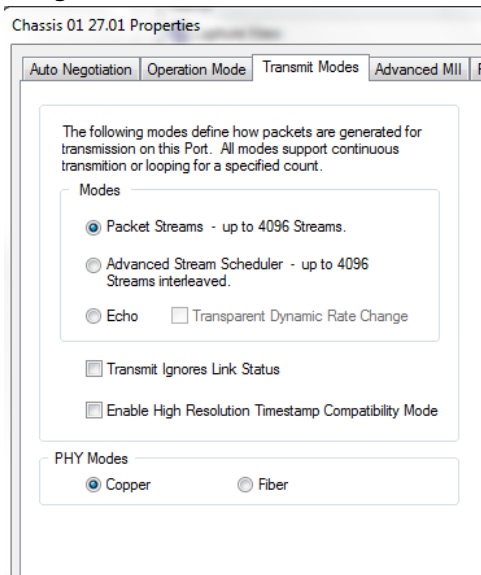 Chassis 01 27.01 Properties
Auto Negotiation Operation Mode Transmit Modes Advanced MII
The following modes define how packets are generated for
transmission on this Port. All modes support continuous
transmition or looping for a specified count.
Modes
Packet Streams - up to 4096 Streams.
Advanced Stream Scheduler - up to 4096
Streams interleaved.
Echo Transparent Dynamic Rate Change
Transmit Ignores Link Status
Enable High Resolution Timestamp Compatibility Mode
PHY Modes
Copper Fiber